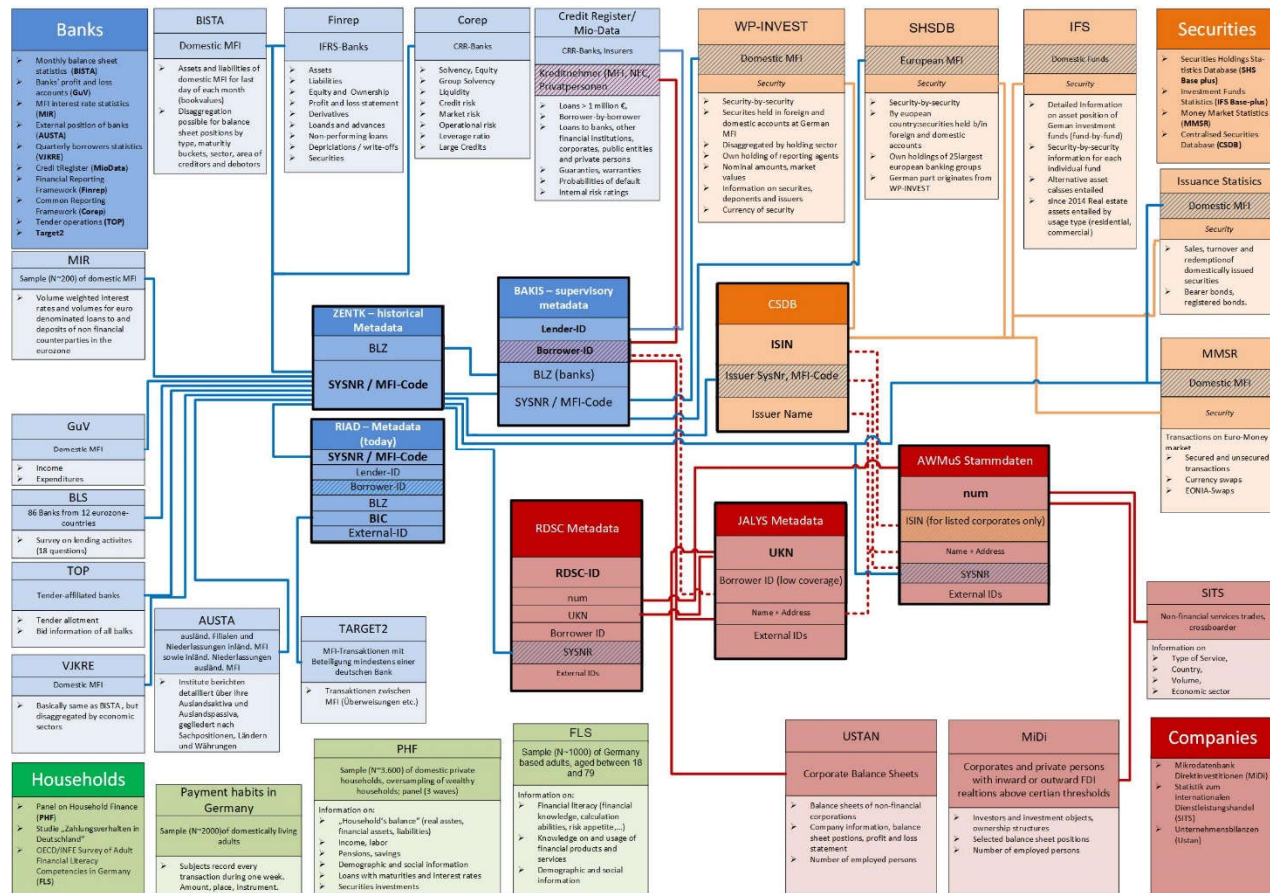 Banks
➢ Monthly balance sheet
statistics (BISTA)
➢ Banks' profit and loss
accounts (GuV)
➢ MFI interest rate statistics
(MIR)
➢ External position of banks
(AUSTA)
➢ Quarterly borrowers statistics
(VJKRE)
➢ Credi tRegister (MioData)
➢ Financial Reporting
Framework (Finrep)
➢ Common Reporting
Framework (Corep)
➢ Tender operations (TOP)
➢ Target2
BISTA
Domestic MFI
➢ Assets and liabilities of
domestic MFI for last
day of each month
(bookvalues)
➢ Disaggregation
possible for balance
sheet positions by
type, maturitiy
buckets, sector, area of
creditors and debotors
Finrep
IFRS-Banks
➢ Assets
➢ Liabilities
➢ Equity and Ownership
➢ Profit and loss statement
➢ Derivatives
➢ Loands and advances
➢ Non-performing loans
➢ Depriciations / write-offs
➢ Securities
Corep
CRR-Banks
➢ Solvency, Equity
➢ Group Solvency
➢ Liquidity
➢ Credit risk
➢ Market risk
➢ Operational risk
➢ Leverage ratio
➢ Large Credits
Credit Register/
Mio-Data
CRR-Banks, Insurers
Kreditnehmer (MFI, NFC,
Privatpersonen
➢ Loans > 1 million €,
➢ Borrower-by-borrower
➢ Loans to banks, other
financial institutions,
corporates, public entities
and private persons
➢ Guaranties, warranties
➢ Probabilities of default
➢ Internal risk ratings
WP-INVEST
Domestic MFI
Security
➢ Security-by-security
➢ Securites held in foreign and
domestic accounts at German
MFI
➢ Disaggregated by holding sector
➢ Own holding of reporting agents
➢ Nominal amounts, market
values
➢ Information on securites,
deponents and issuers
➢ Currency of security
SHSDB
European MFI
Security
➢ Security-by-security
➢ By european
country:securities held b/in
foreign and domestic
accounts
➢ Own holdings of 25largest
european banking groups
➢ German part originates from
WP-INVEST
IFS
Domestic Funds
Security
➢ Detailed Information
on asset position of
Geman investment
funds (fund-by-fund)
➢ Security-by-security
information for each
individual fund
➢ Alternative asset
calsses entailed
➢ since 2014 Real estate
assets entailed by
usage type (residential,
commercial)
Securities
➢ Securities Holdings Sta-
tistics Database (SHS
Base plus)
➢ Investment Funds
Statistics (IFS Base-plus)
➢ Money Market Statistics
(MMSR)
➢ Centralised Securities
Database (CSDB)
Issuance Statisics
Domestic MFI
Security
➢ Sales, turnover and
redemptionof
domestically issued
securities
➢ Bearer bonds,
registered bonds.
MIR
Sample (N~200) of domestic MFI
➢ Volume weighted interest
rates and volumes for euro
denominated loans to and
deposits of non financial
counterparties in the
eurozone
ZENTK – historical
Metadata
BLZ
SYSNR / MFI-Code
BAKIS – supervisory
metadata
Lender-ID
Borrower-ID
BLZ (banks)
SYSNR / MFI-Code
CSDB
ISIN
Issuer SysNr, MFI-Code
Issuer Name
MMSR
Domestic MFI
Security
Transactions on Euro-Money
market
➢ Secured and unsecured
transactions
➢ Currency swaps
➢ EONIA-Swaps
GuV
Domestic MFI
➢ Income
➢ Expenditures
RIAD – Metadata
(today)
SYSNR / MFI-Code
Lender-ID
Borrower-ID
BLZ
BIC
External-ID
BLS
86 Banks from 12 eurozone-
countries
➢ Survey on lending activites
(18 questions)
RDSC Metadata
RDSC-ID
num
UKN
Borrower ID
SYSNR
External IDs
JALYS Metadata
UKN
Borrower ID (low coverage)
Name + Address
External IDs
AWMuS Stammdaten
num
ISIN (for listed corporates only)
Name + Address
SYSNR
External IDs
TOP
Tender-affiliated banks
➢ Tender allotment
➢ Bid information of all balks
AUSTA
ausländ. Filialen und
Niederlassungen inländ. MFI
sowie inländ. Niederlassungen
ausländ. MFI
➢ Institute berichten
detailliert über ihre
Auslandsaktiva und
Auslandspassiva,
gegliedert nach
Sachpositionen, Ländern
und Währungen
TARGET2
MFI-Transaktionen mit
Beteiligung mindestens einer
deutschen Bank
➢ Transaktionen zwischen
MFI (Überweisungen etc.)
SITS
Non-financial services trades,
crossboarder
Information on
➢ Type of Service,
➢ Country,
➢ Volume,
➢ Economic sector
VJKRE
Domestic MFI
➢ Basically same as BISTA , but
disaggregated by economic
sectors
Households
➢ Panel on Household Finance
(PHF)
➢ Studie „Zahlungsverhalten in
Deutschland"
➢ OECD/INFE Survey of Adult
Financial Literacy
Competencies in Germany
(FLS)
Payment habits in
Germany
Sample (N~2000)of domestically living
adults
➢ Subjects record every
transaction during one week.
Amount, place, Instrument.
PHF
Sample (N~3.600) of domestic private
households, oversampling of wealthy
households; panel (3 waves)
Information on:
➢ „Household's balance" (real asstes,
financial assets, liabilities)
➢ Income, labor
➢ Pensions, savings
➢ Demographic and social information
➢ Loans with maturities and interest rates
➢ Securities investments
FLS
Sample (N~1000) of Germany
based adults, aged between 18
and 79
Information on:
➢ Financial literacy (financial
knowledge, calculation
abilities, risk appetite,...)
➢ Knowledge on and usage of
financial products and
services
➢ Demographic and social
information
USTAN
Corporate Balance Sheets
➢ Balance sheets of non-financial
corporations
➢ Company information, balance
sheet postitions, profit and loss
statement
➢ Number of employed persons
MiDi
Corporates and private persons
with inward or outward FDI
realtions above certian thresholds
➢ Investors and investment objects,
ownership structures
➢ Selected balance sheet positions
➢ Number of employed persons
Companies
➢ Mikrodatenbank
Direktinvestitionen (MiDi)
➢ Statistik zum
Internationalen
Dienstleistungshandel
(SITS)
➢ Unternehmensbilanzen
(Ustan)